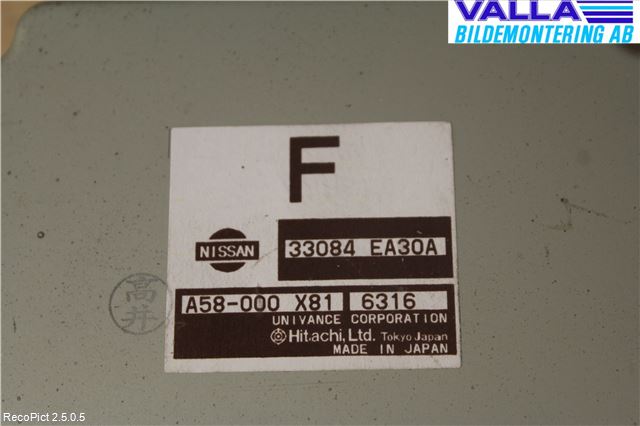 VALLA
BILDEMONTERING AB
F
NISSAN
33084 EA30A
高井
A58-000 X81 6316
UNIVANCE CORPORATION
Hitachi, Ltd. Tokyo Japan
MADE IN JAPAN
RecoPict 2.5.0.5